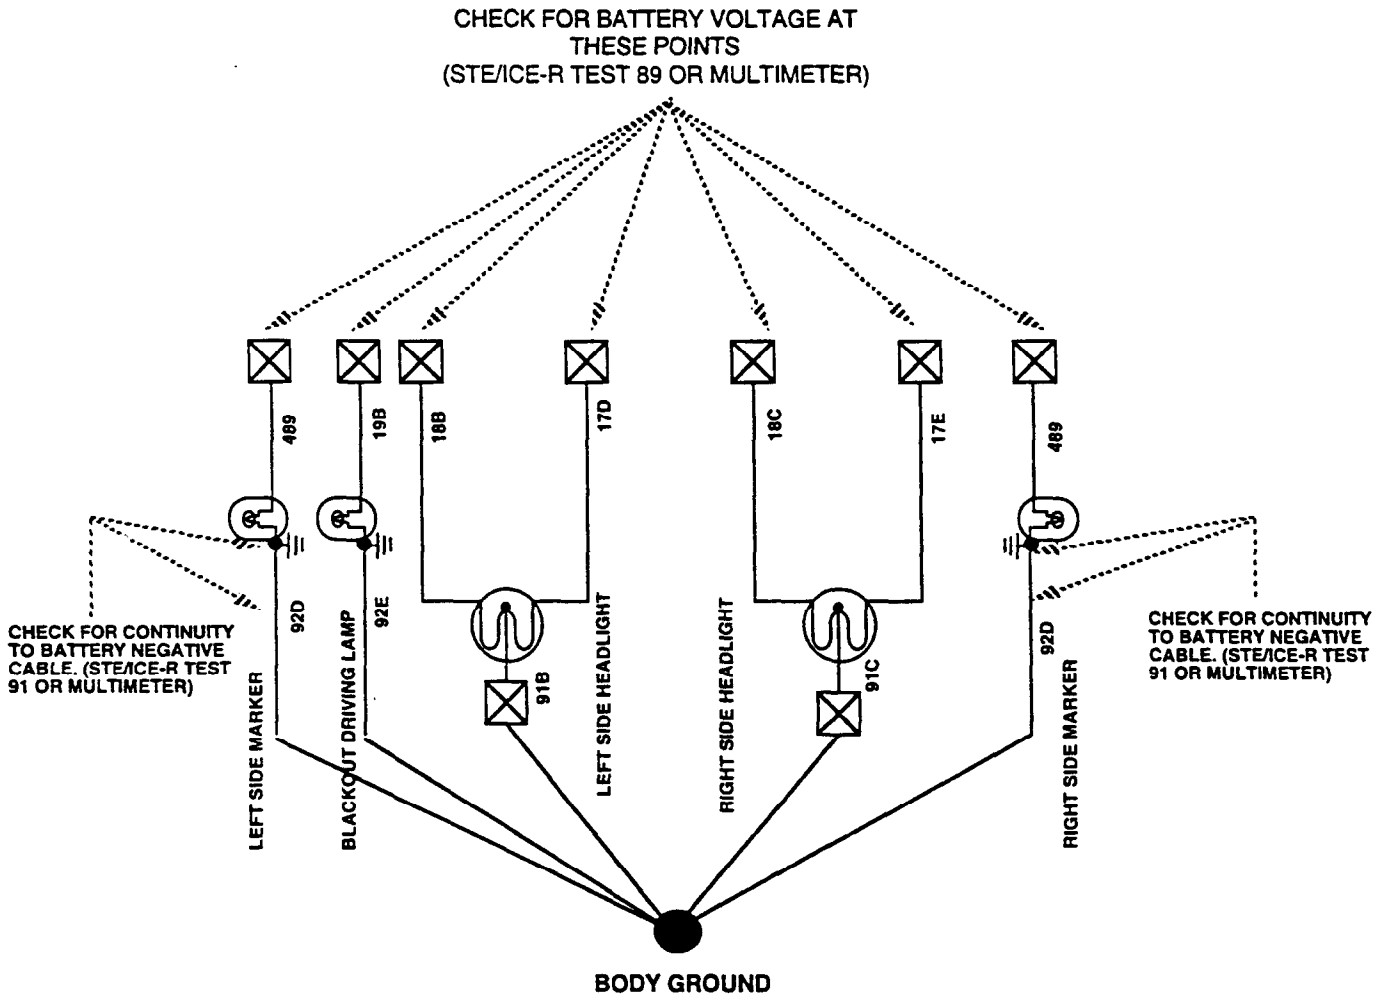 CHECK FOR BATTERY VOLTAGE AT
THESE POINTS
(STE/ICE-R TEST 89 OR MULTIMETER)
489
19B
18B
17D
18C
17E
489
92D
92E
91B
91C
92D
CHECK FOR CONTINUITY
TO BATTERY NEGATIVE
CABLE. (STE/ICE-R TEST
91 OR MULTIMETER)
CHECK FOR CONTINUITY
TO BATTERY NEGATIVE
CABLE. (STE/ICE-R TEST
91 OR MULTIMETER)
LEFT SIDE MARKER
BLACKOUT DRIVING LAMP
LEFT SIDE HEADLIGHT
RIGHT SIDE HEADLIGHT
RIGHT SIDE MARKER
BODY GROUND